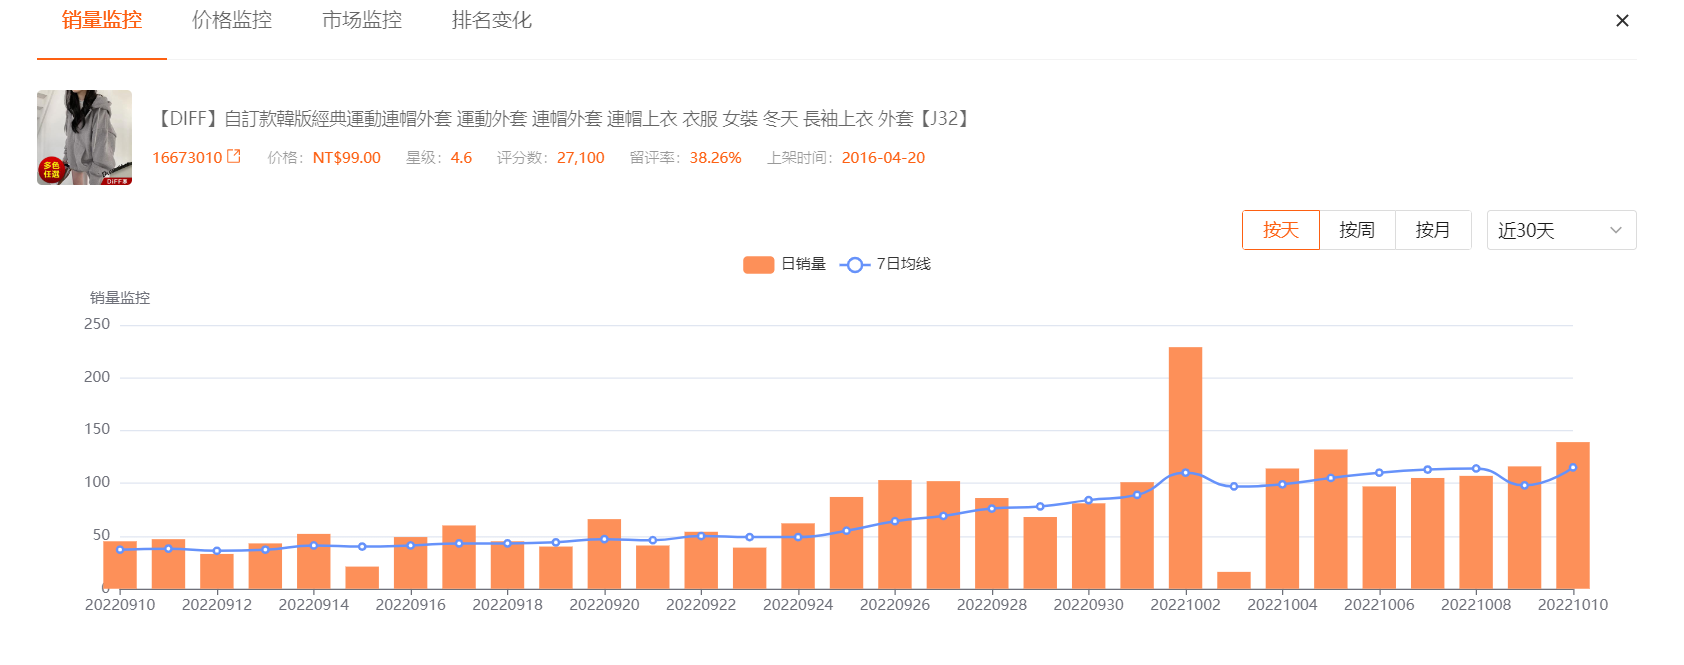 销量监控 价格监控 市场监控 排名变化
【DIFF】自訂款韓版經典運動連帽外套 運動外套 連帽外套 連帽上衣 衣服 女裝 冬天 長袖上衣 外套【J32】
16673010 价格：NT$99.00 星级：4.6 评分数：27,100 留评率：38.26% 上架时间：2016-04-20
多色
任選
DIFF
按天 按周 按月 近30天
日销量 7日均线
销量监控
250
200
150
100
50
0
20220910 20220912 20220914 20220916 20220918 20220920 20220922 20220924 20220926 20220928 20220930 20221002 20221004 20221006 20221008 20221010